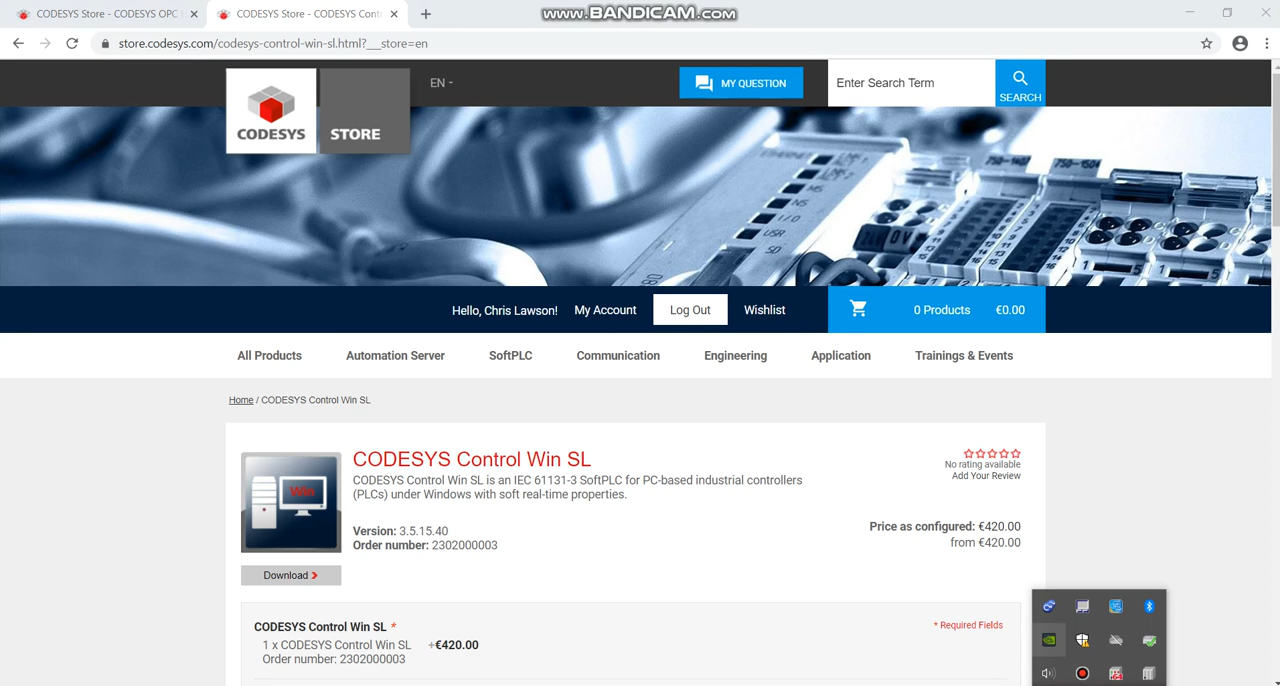 CODESYS Store - CODESYS OPC
CODESYS Store - CODESYS Cont
www.BANDICAM.com
store.codesys.com/codesys-control-win-sl.html?___store=en
CODESYS
STORE
EN
MY QUESTION
Enter Search Term
SEARCH
Hello, Chris Lawson!
My Account
Log Out
Wishlist
0 Products
€0.00
All Products
Automation Server
SoftPLC
Communication
Engineering
Application
Trainings & Events
Home / CODESYS Control Win SL
Win
CODESYS Control Win SL
CODESYS Control Win SL is an IEC 61131-3 SoftPLC for PC-based industrial controllers
(PLCs) under Windows with soft real-time properties.
No rating available
Add Your Review
Version: 3.5.15.40
Order number: 2302000003
Price as configured: €420.00
from €420.00
Download
CODESYS Control Win SL *
1 x CODESYS Control Win SL +€420.00
Order number: 2302000003
* Required Fields